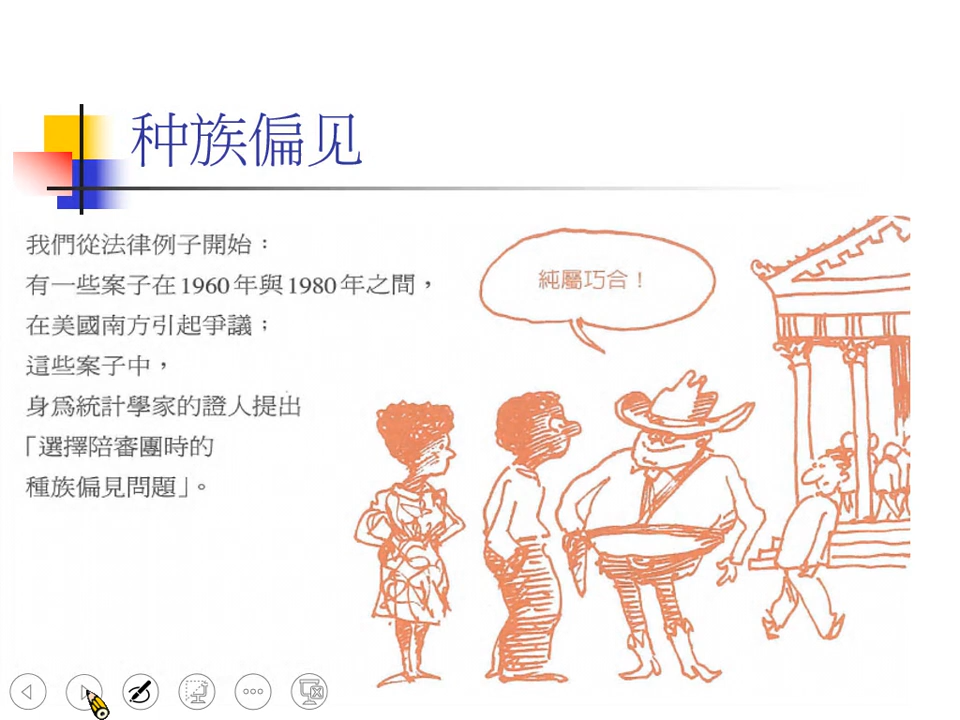 种族偏见
我們從法律例子開始：
有一些案子在1960年與1980年之間，
在美國南方引起爭議；
這些案子中，
身為統計學家的證人提出
「選擇陪審團時的
種族偏見問題」。
純屬巧合！